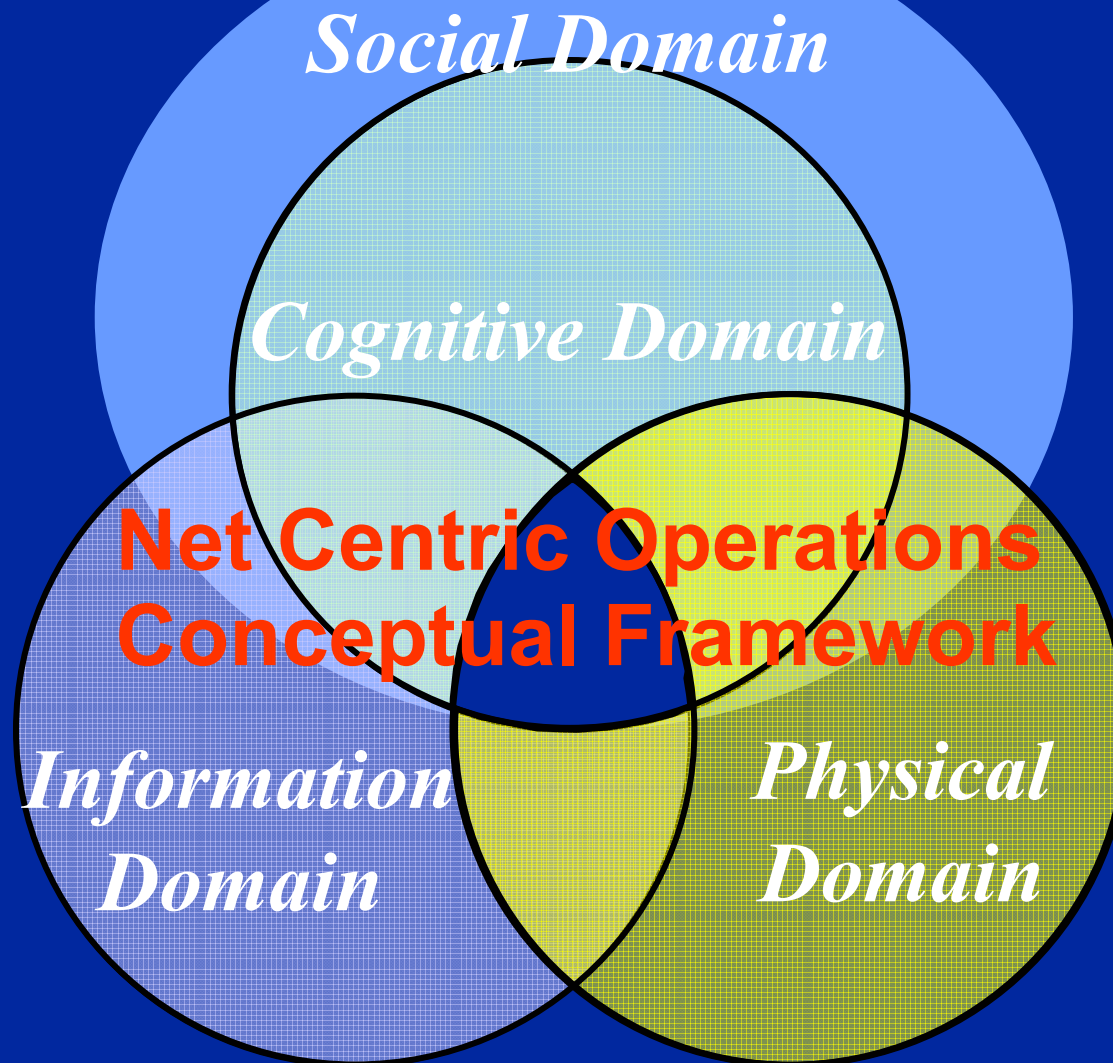 Social Domain
Cognitive Domain
Net Centric Operations
Conceptual Framework
Information
Domain
Physical
Domain